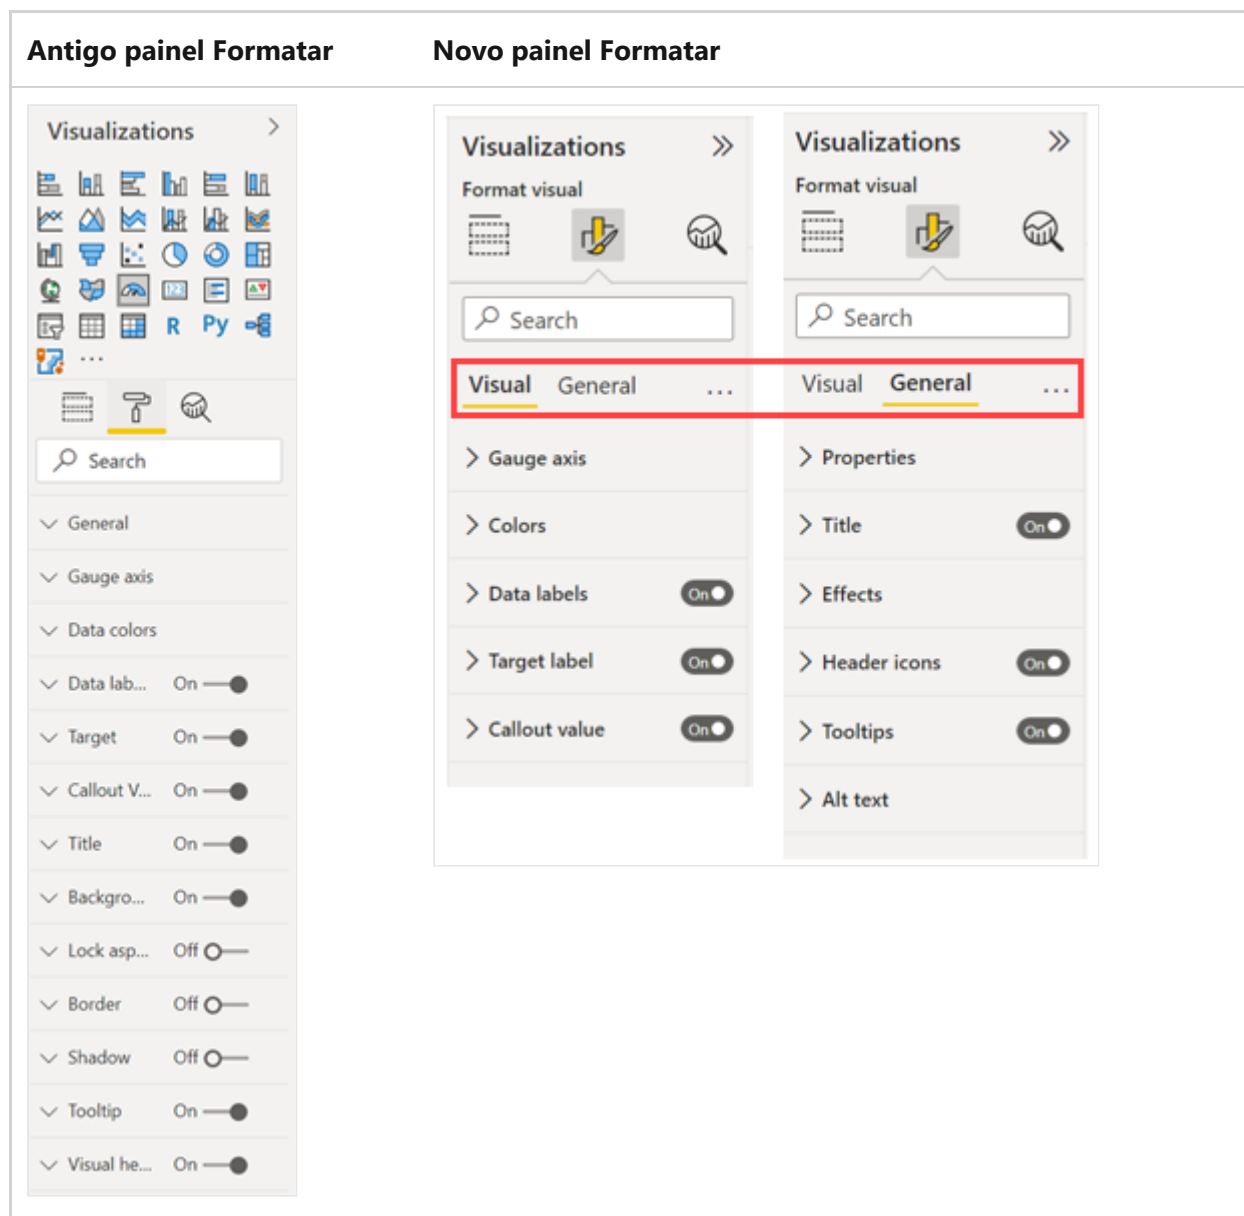 Antigo painel Formatar
Novo painel Formatar
Visualizations
123
R Py
...
Search
General
Gauge axis
Data colors
Data lab... On
Target On
Callout V... On
Title On
Backgro... On
Lock asp... Off
Border Off
Shadow Off
Tooltip On
Visual he... On
Visualizations
Format visual
Search
Visual General ...
Gauge axis
Colors
Data labels On
Target label On
Callout value On
Visualizations
Format visual
Search
Visual General ...
Properties
Title On
Effects
Header icons On
Tooltips On
Alt text